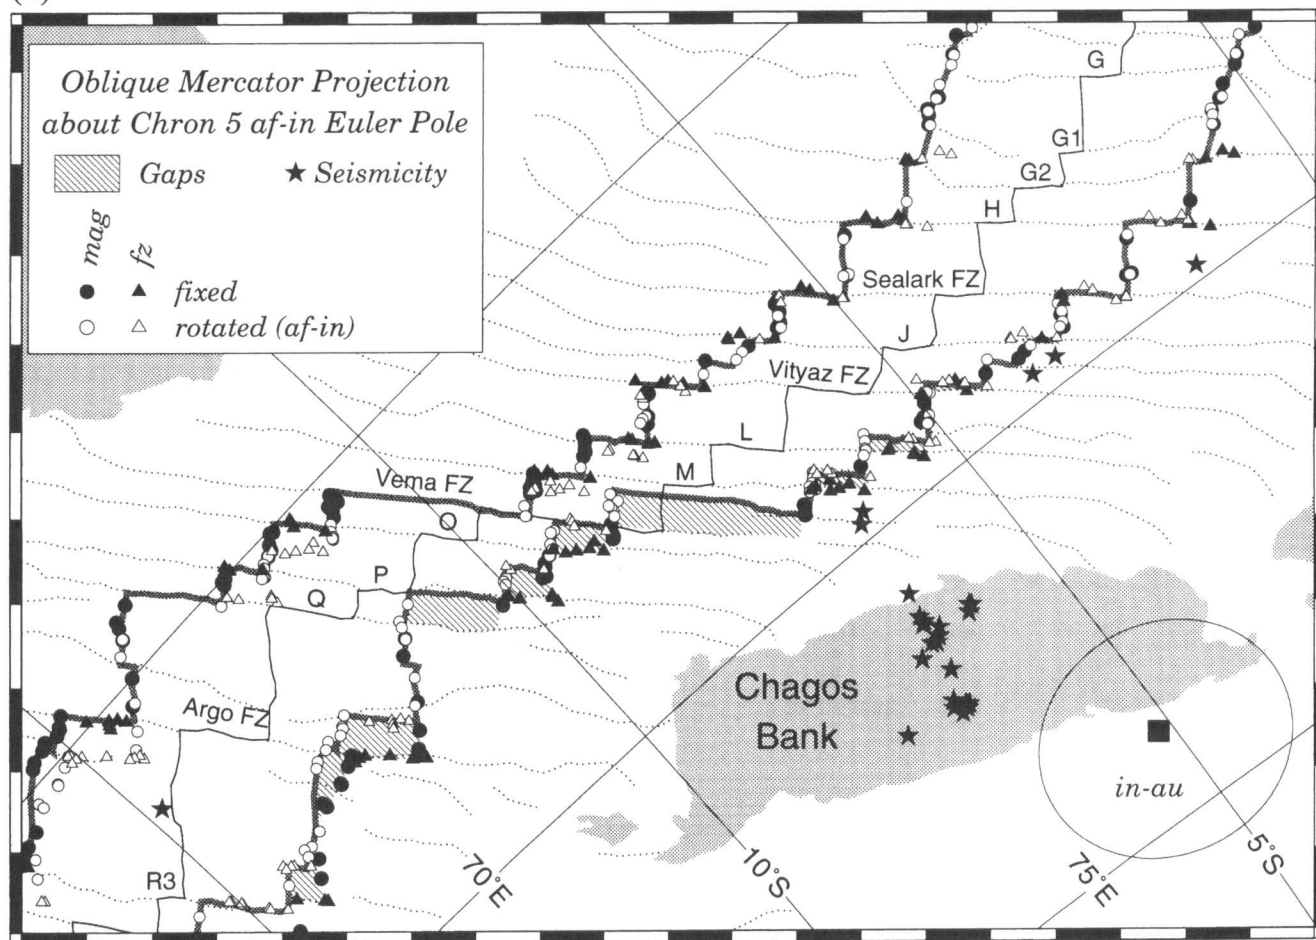 Oblique Mercator Projection
about Chron 5 af-in Euler Pole
Gaps
Seismicity
mag
fz
fixed
rotated (af-in)
G
G1
G2
H
Sealark FZ
J
Vityaz FZ
L
M
Vema FZ
O
P
Q
Argo FZ
R3
Chagos
Bank
in-au
70°E
10°S
75°E
5°S